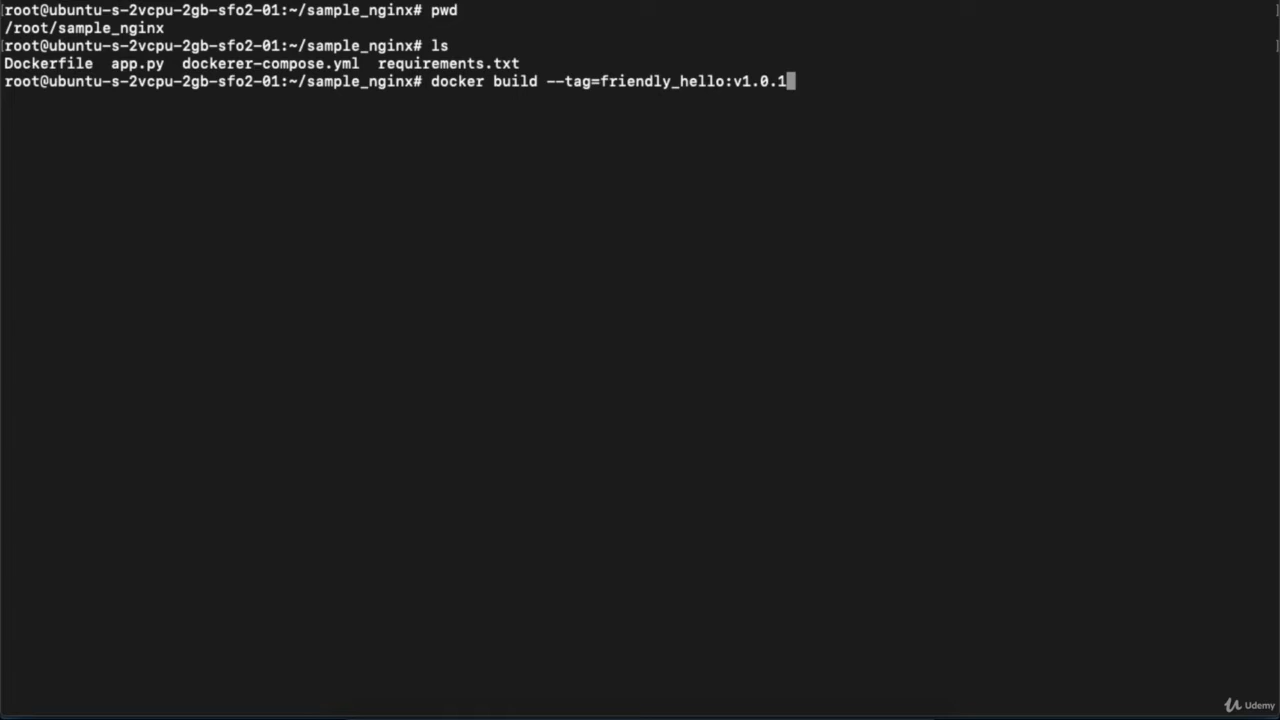 [root@ubuntu-s-2vcpu-2gb-sfo2-01:~/sample_nginx# pwd ]
/root/sample_nginx
[root@ubuntu-s-2vcpu-2gb-sfo2-01:~/sample_nginx# ls ]
Dockerfile  app.py  dockerer-compose.yml  requirements.txt
root@ubuntu-s-2vcpu-2gb-sfo2-01:~/sample_nginx# docker build --tag=friendly_hello:v1.0.1
Udemy